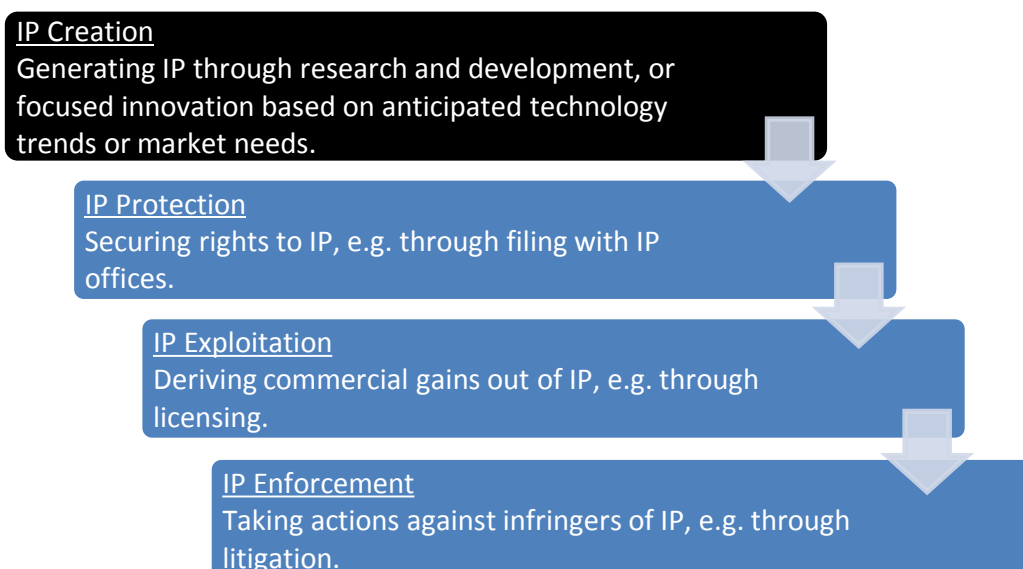 IP Creation
Generating IP through research and development, or
focused innovation based on anticipated technology
trends or market needs.
IP Protection
Securing rights to IP, e.g. through filing with IP
offices.
IP Exploitation
Deriving commercial gains out of IP, e.g. through
licensing.
IP Enforcement
Taking actions against infringers of IP, e.g. through
litigation.